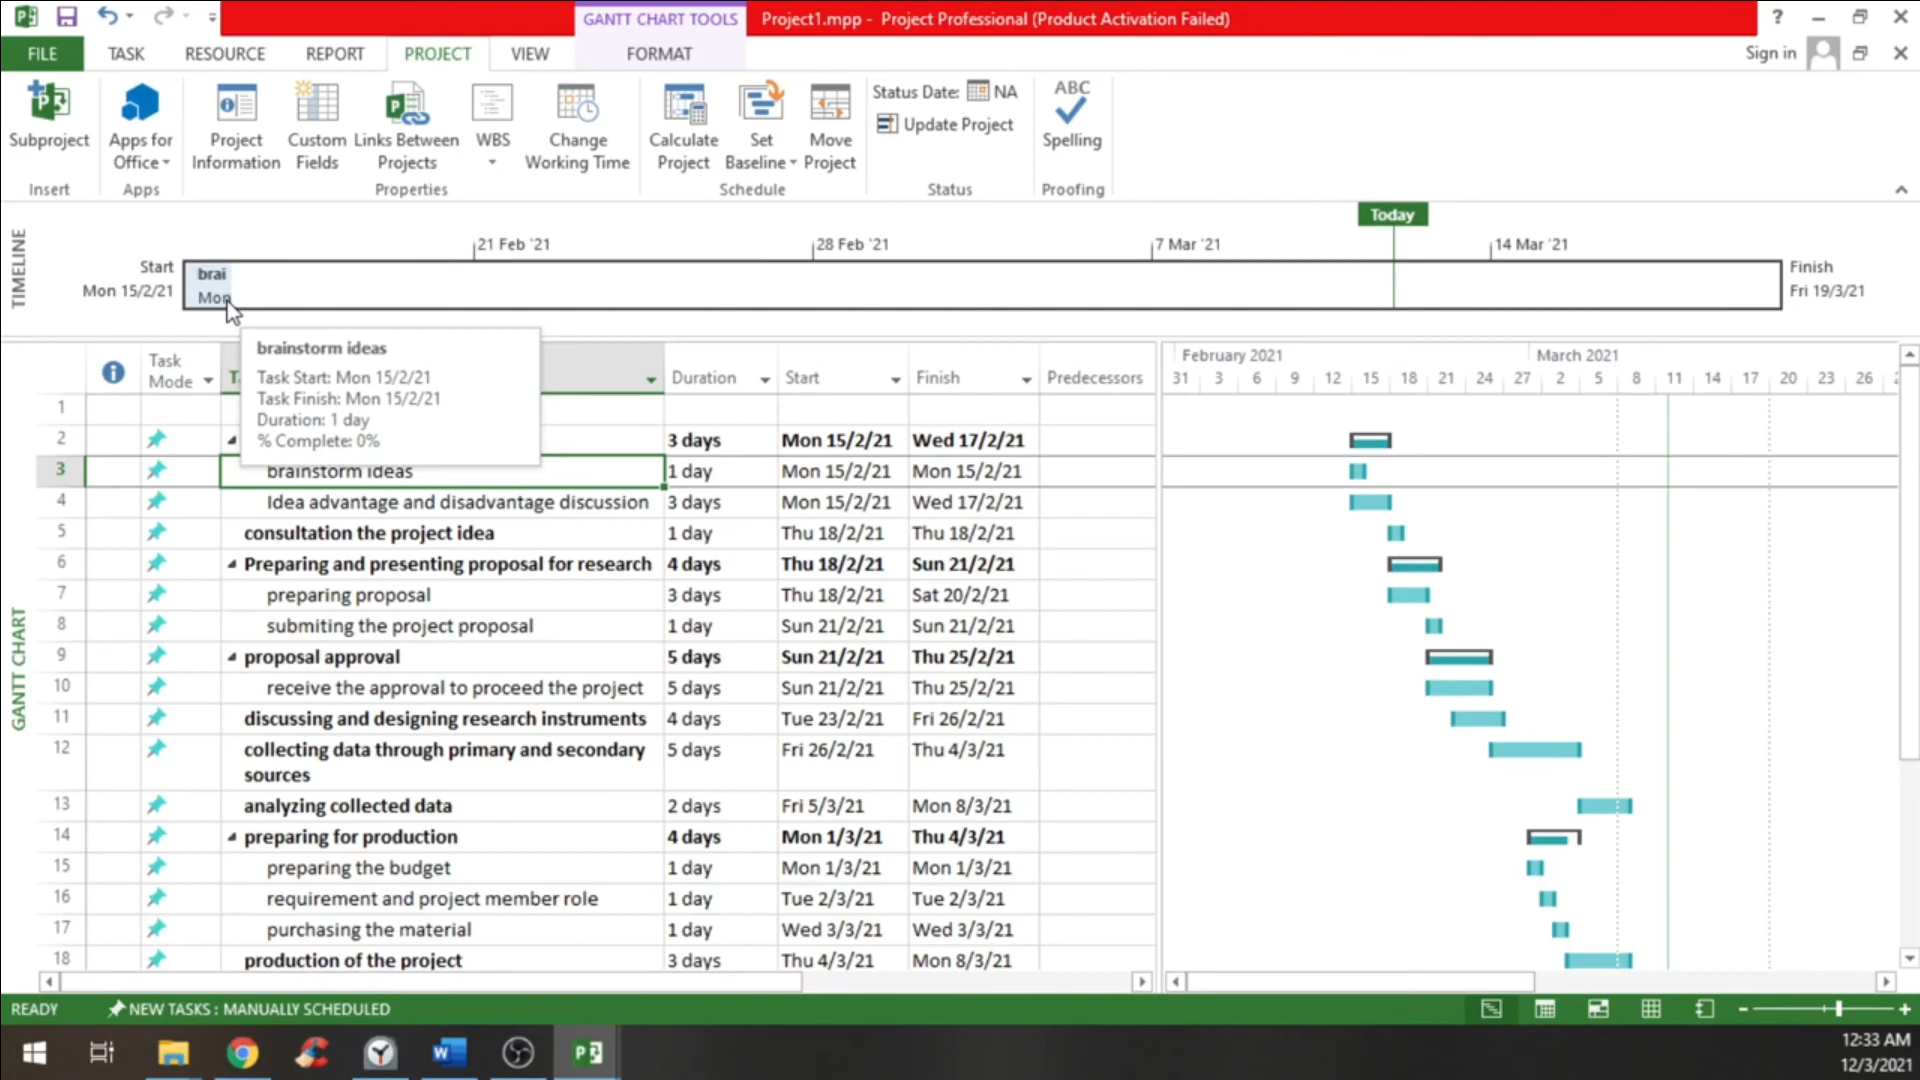 GANTT CHART TOOLS
Project1.mpp - Project Professional (Product Activation Failed)
?
FILE TASK RESOURCE REPORT PROJECT VIEW FORMAT
Sign in
Subproject
Apps for Office
Project Information
Custom Fields
Links Between Projects
WBS
Change Working Time
Calculate Project
Set Baseline
Move Project
Status Date: NA
Update Project
ABC
Spelling
Insert Apps Properties Schedule Status Proofing
Today
TIMELINE
21 Feb '21 28 Feb '21 7 Mar '21 14 Mar '21
Start
Mon 15/2/21
brai
Mon
Finish
Fri 19/3/21
brainstorm ideas
Task Start: Mon 15/2/21
Task Finish: Mon 15/2/21
Duration: 1 day
% Complete: 0%
Task Mode Duration Start Finish Predecessors
February 2021 March 2021
31 3 6 9 12 15 18 21 24 27 2 5 8 11 14 17 20 23 26
GANTT CHART
1
2 3 days Mon 15/2/21 Wed 17/2/21
3 brainstorm ideas 1 day Mon 15/2/21 Mon 15/2/21
4 Idea advantage and disadvantage discussion 3 days Mon 15/2/21 Wed 17/2/21
5 consultation the project idea 1 day Thu 18/2/21 Thu 18/2/21
6 Preparing and presenting proposal for research 4 days Thu 18/2/21 Sun 21/2/21
7 preparing proposal 3 days Thu 18/2/21 Sat 20/2/21
8 submiting the project proposal 1 day Sun 21/2/21 Sun 21/2/21
9 proposal approval 5 days Sun 21/2/21 Thu 25/2/21
10 receive the approval to proceed the project 5 days Sun 21/2/21 Thu 25/2/21
11 discussing and designing research instruments 4 days Tue 23/2/21 Fri 26/2/21
12 collecting data through primary and secondary sources 5 days Fri 26/2/21 Thu 4/3/21
13 analyzing collected data 2 days Fri 5/3/21 Mon 8/3/21
14 preparing for production 4 days Mon 1/3/21 Thu 4/3/21
15 preparing the budget 1 day Mon 1/3/21 Mon 1/3/21
16 requirement and project member role 1 day Tue 2/3/21 Tue 2/3/21
17 purchasing the material 1 day Wed 3/3/21 Wed 3/3/21
18 production of the project 3 days Thu 4/3/21 Mon 8/3/21
READY NEW TASKS : MANUALLY SCHEDULED
12:33 AM
12/3/2021